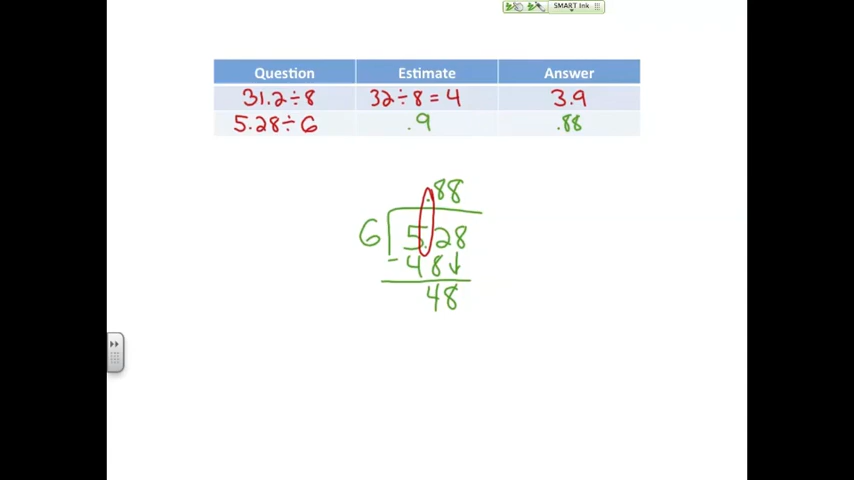 SMART Ink
Question Estimate Answer
31.2÷8 32÷8=4 3.9
5.28÷6 .9 .88
.88
6 5.28
- 48↓
48